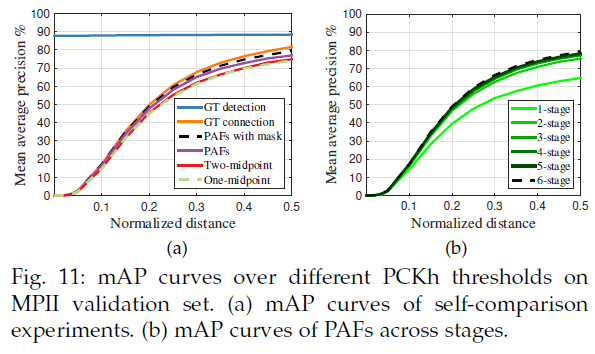 100
90
80
70
60
50
40
30
20
10
0
Mean average precision %
0.1 0.2 0.3 0.4 0.5
Normalized distance
GT detection
GT connection
PAFs with mask
PAFs
Two-midpoint
One-midpoint
(a)
100
90
80
70
60
50
40
30
20
10
0
Mean average precision %
0.1 0.2 0.3 0.4 0.5
Normalized distance
1-stage
2-stage
3-stage
4-stage
5-stage
6-stage
(b)
Fig. 11: mAP curves over different PCKh thresholds on
MPII validation set. (a) mAP curves of self-comparison
experiments. (b) mAP curves of PAFs across stages.